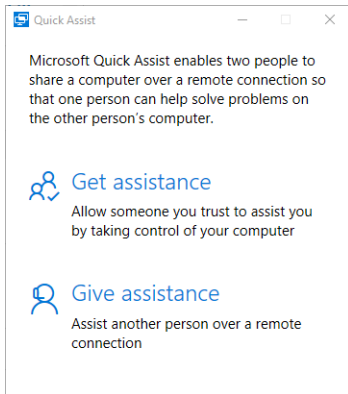 Quick Assist
Microsoft Quick Assist enables two people to
share a computer over a remote connection so
that one person can help solve problems on
the other person's computer.
Get assistance
Allow someone you trust to assist you
by taking control of your computer
Give assistance
Assist another person over a remote
connection